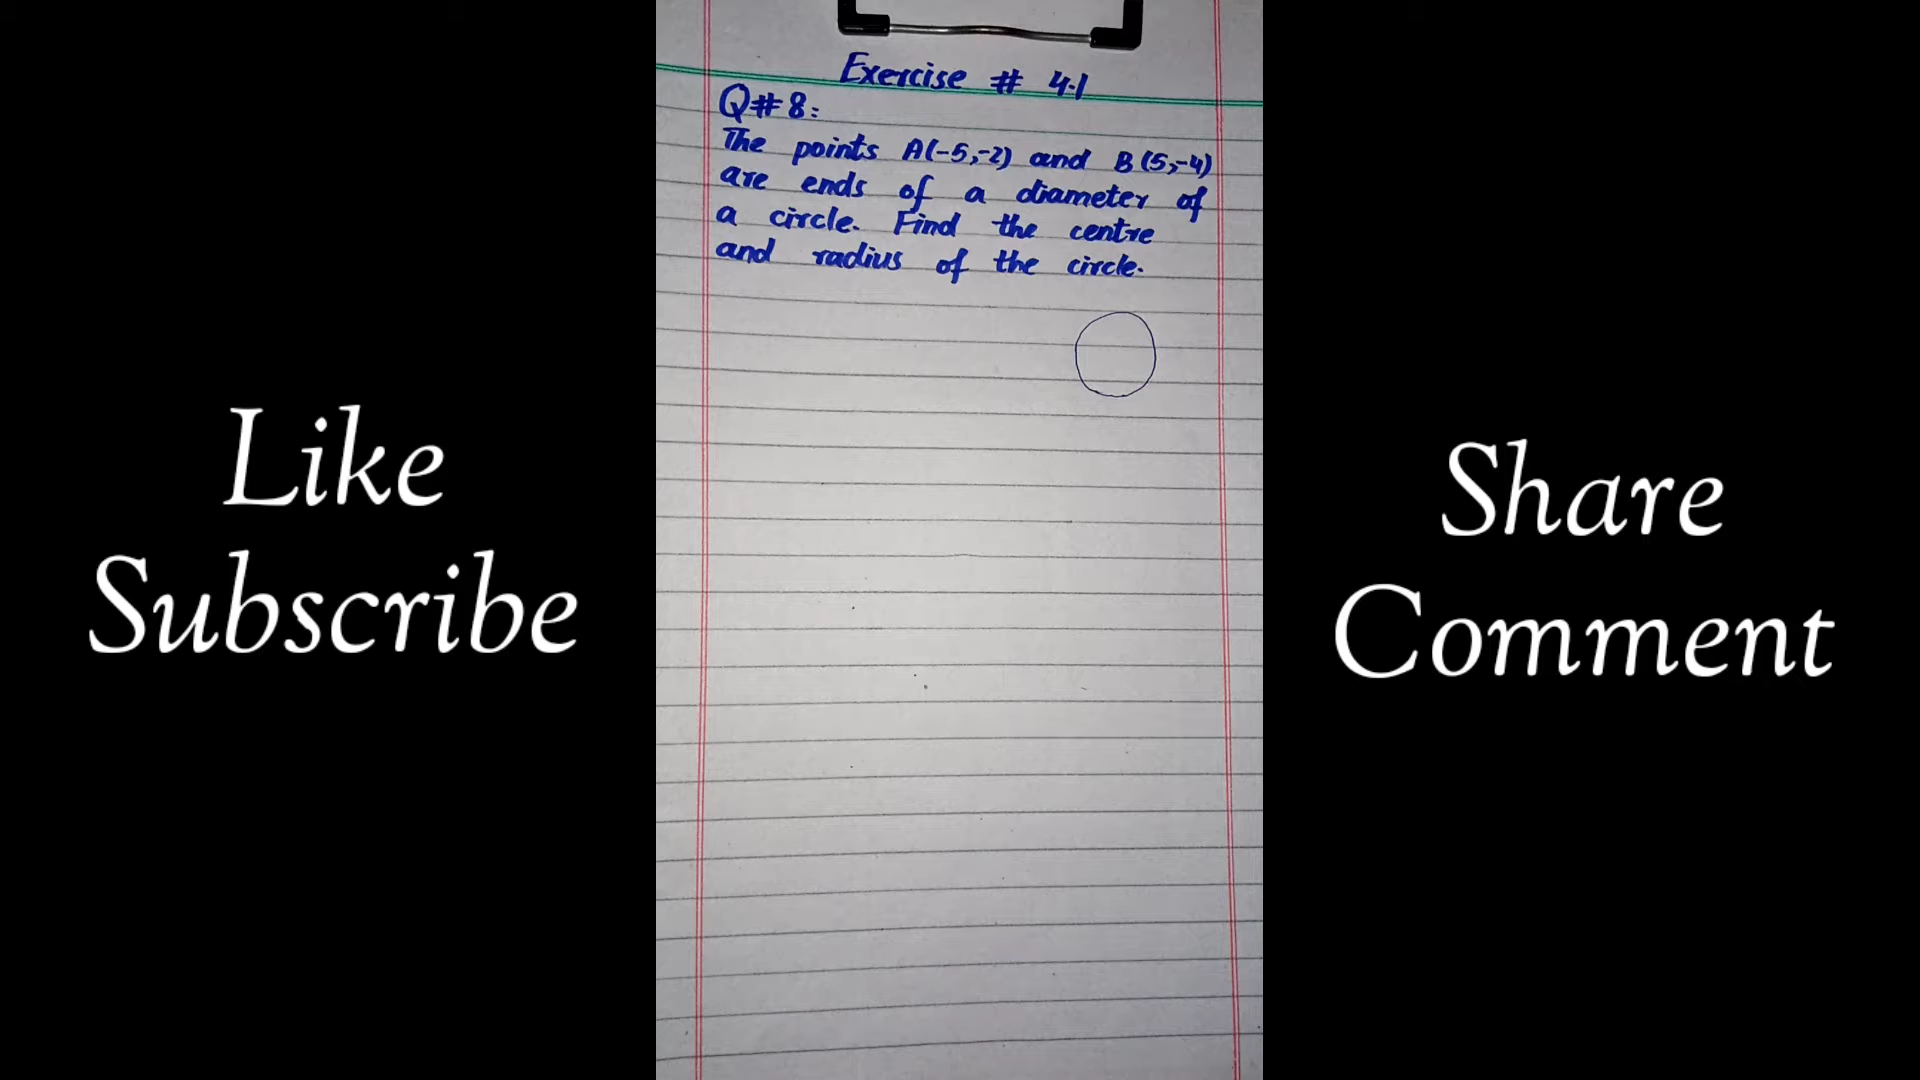 Exercise # 4.1
Q#8:
The points A(-5,-2) and B(5,-4)
are ends of a diameter of
a circle. Find the centre
and radius of the circle.
Like
Subscribe
Share
Comment